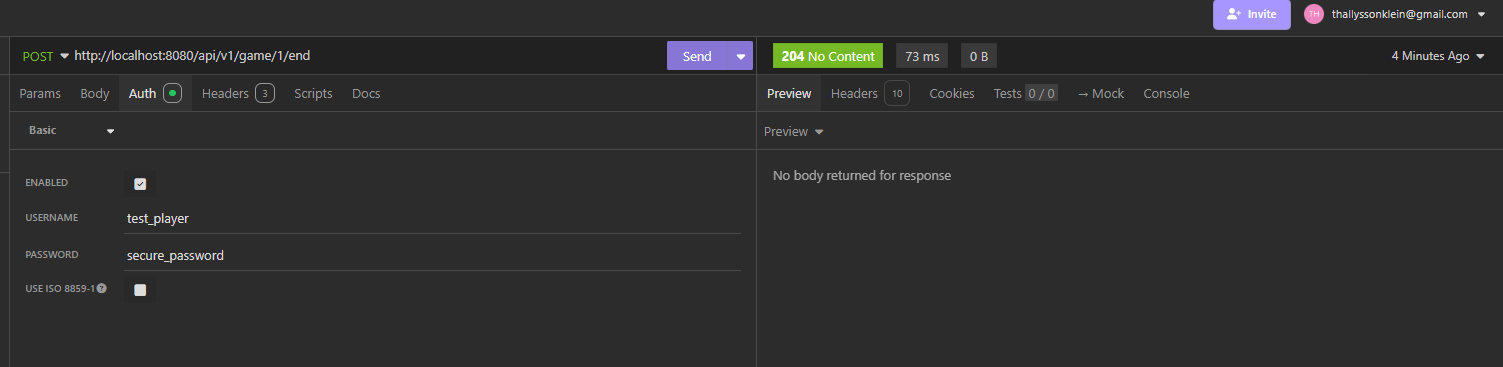 Invite TH thallyssonklein@gmail.com
POST http://localhost:8080/api/v1/game/1/end Send 204 No Content 73 ms 0 B 4 Minutes Ago
Params Body Auth Headers 3 Scripts Docs Preview Headers 10 Cookies Tests 0 / 0 → Mock Console
Basic Preview
ENABLED
No body returned for response
USERNAME test_player
PASSWORD secure_password
USE ISO 8859-1 ?